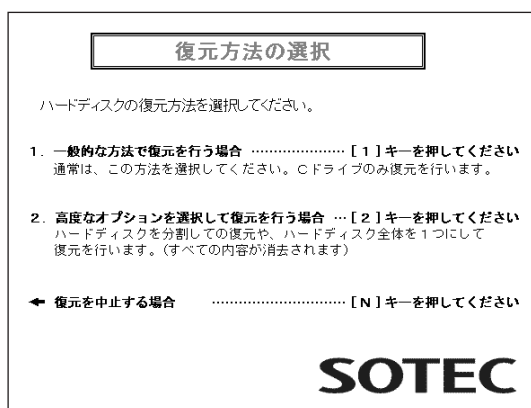 復元方法の選択
ハードディスクの復元方法を選択してください。
1. 一般的な方法で復元を行う場合 ………………… [ 1 ] キーを押してください
通常は、この方法を選択してください。Cドライブのみ復元を行います。
2. 高度なオプションを選択して復元を行う場合 … [ 2 ] キーを押してください
ハードディスクを分割しての復元や、ハードディスク全体を1つにして
復元を行います。(すべての内容が消去されます)
← 復元を中止する場合 ………………………… [ N ] キーを押してください
SOTEC